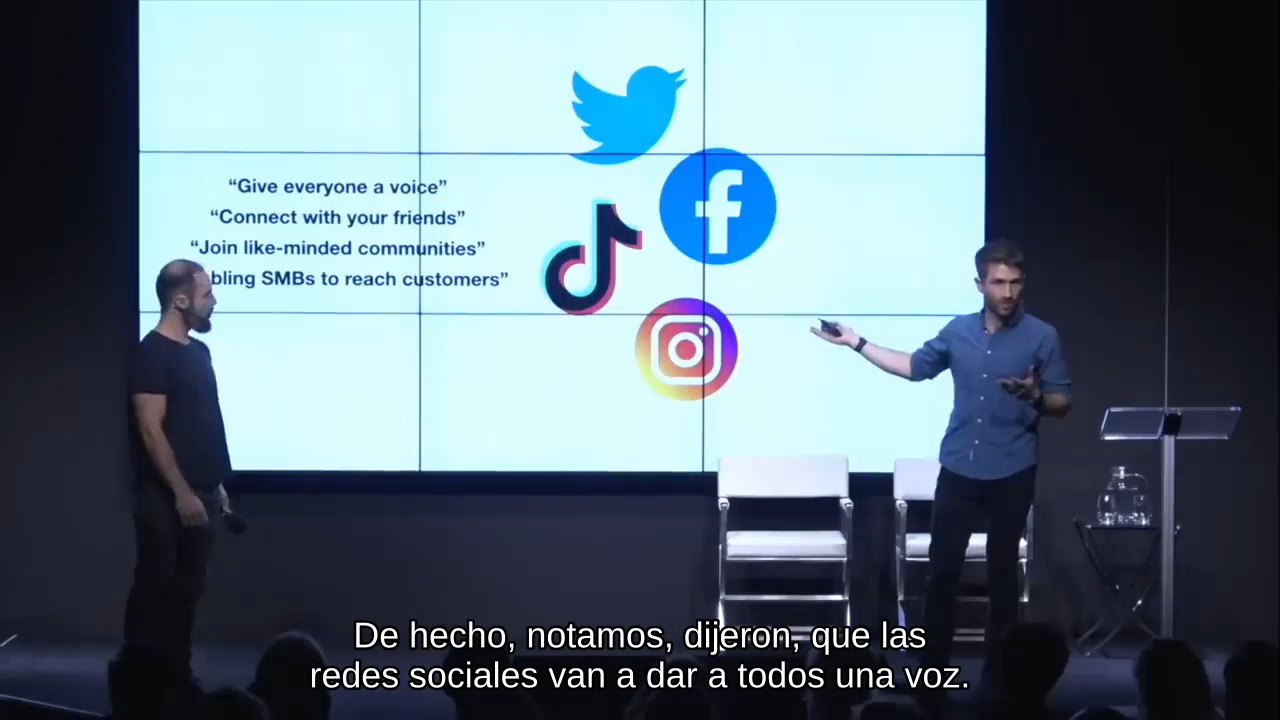 “Give everyone a voice”
“Connect with your friends”
“Join like-minded communities”
bling SMBs to reach customers”
De hecho, notamos, dijeron, que las
redes sociales van a dar a todos una voz.